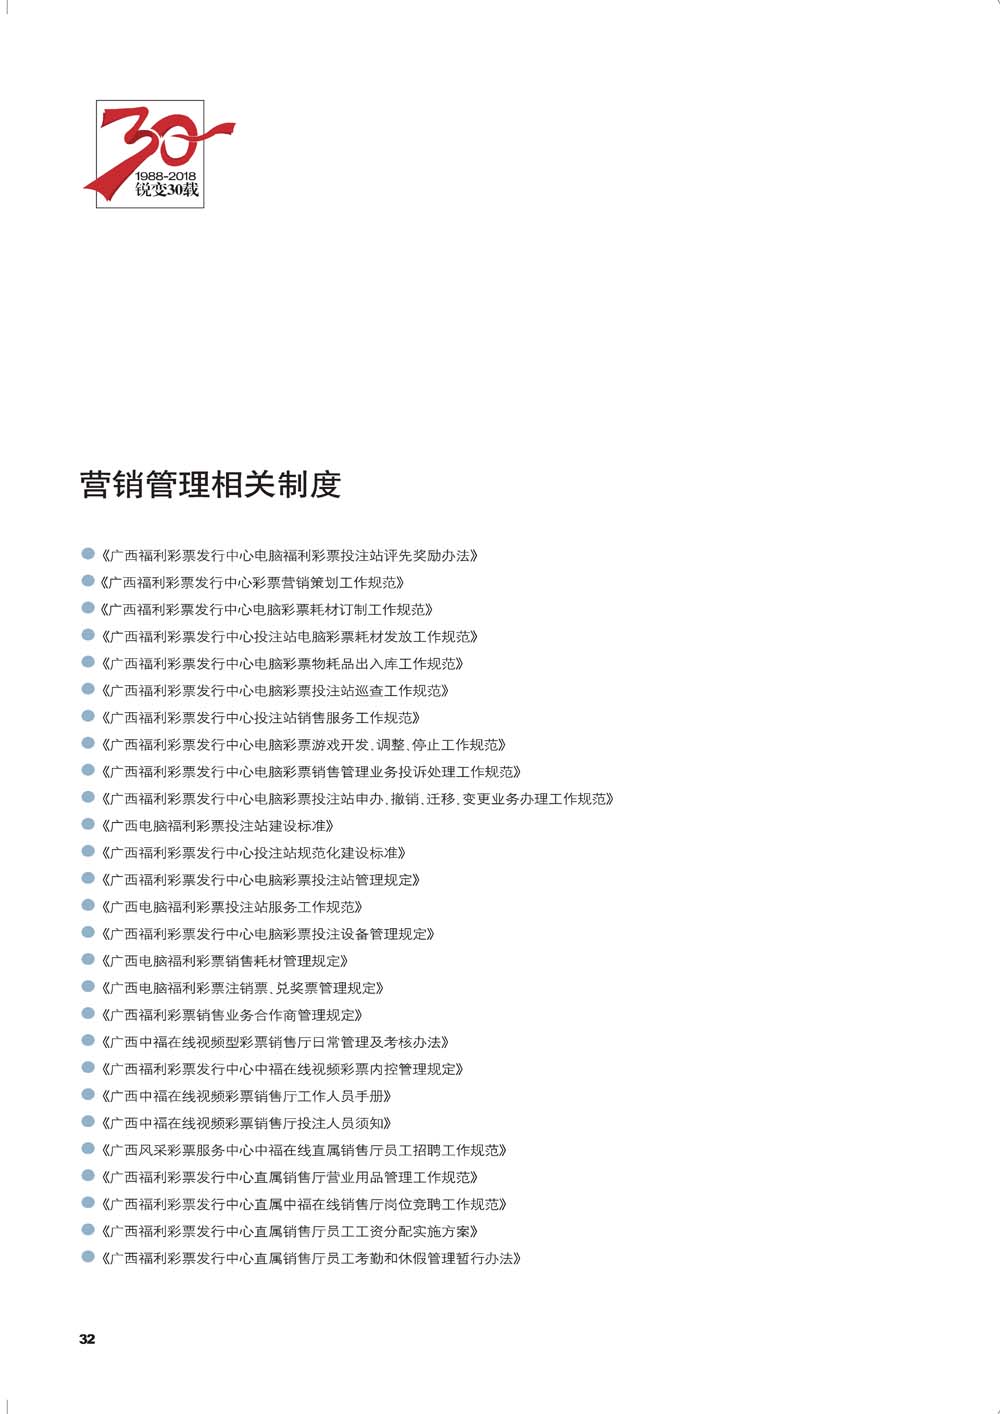 30
1988-2018
锐变30载
营销管理相关制度
《广西福利彩票发行中心电脑福利彩票投注站评先奖励办法》
《广西福利彩票发行中心彩票营销策划工作规范》
《广西福利彩票发行中心电脑彩票耗材订制工作规范》
《广西福利彩票发行中心投注站电脑彩票耗材发放工作规范》
《广西福利彩票发行中心电脑彩票物耗品出入库工作规范》
《广西福利彩票发行中心电脑彩票投注站巡查工作规范》
《广西福利彩票发行中心投注站销售服务工作规范》
《广西福利彩票发行中心电脑彩票游戏开发、调整、停止工作规范》
《广西福利彩票发行中心电脑彩票销售管理业务投诉处理工作规范》
《广西福利彩票发行中心电脑彩票投注站申办、撤销、迁移、变更业务办理工作规范》
《广西电脑福利彩票投注站建设标准》
《广西福利彩票发行中心投注站规范化建设标准》
《广西福利彩票发行中心电脑彩票投注站管理规定》
《广西电脑福利彩票投注站服务工作规范》
《广西福利彩票发行中心电脑彩票投注设备管理规定》
《广西电脑福利彩票销售耗材管理规定》
《广西电脑福利彩票注销票、兑奖票管理规定》
《广西福利彩票销售业务合作商管理规定》
《广西中福在线视频型彩票销售厅日常管理及考核办法》
《广西福利彩票发行中心中福在线视频彩票内控管理规定》
《广西中福在线视频彩票销售厅工作人员手册》
《广西中福在线视频彩票销售厅投注人员须知》
《广西风采彩票服务中心中福在线直属销售厅员工招聘工作规范》
《广西福利彩票发行中心直属销售厅营业用品管理工作规范》
《广西福利彩票发行中心直属中福在线销售厅岗位竞聘工作规范》
《广西福利彩票发行中心直属销售厅员工工资分配实施方案》
《广西福利彩票发行中心直属销售厅员工考勤和休假管理暂行办法》
32